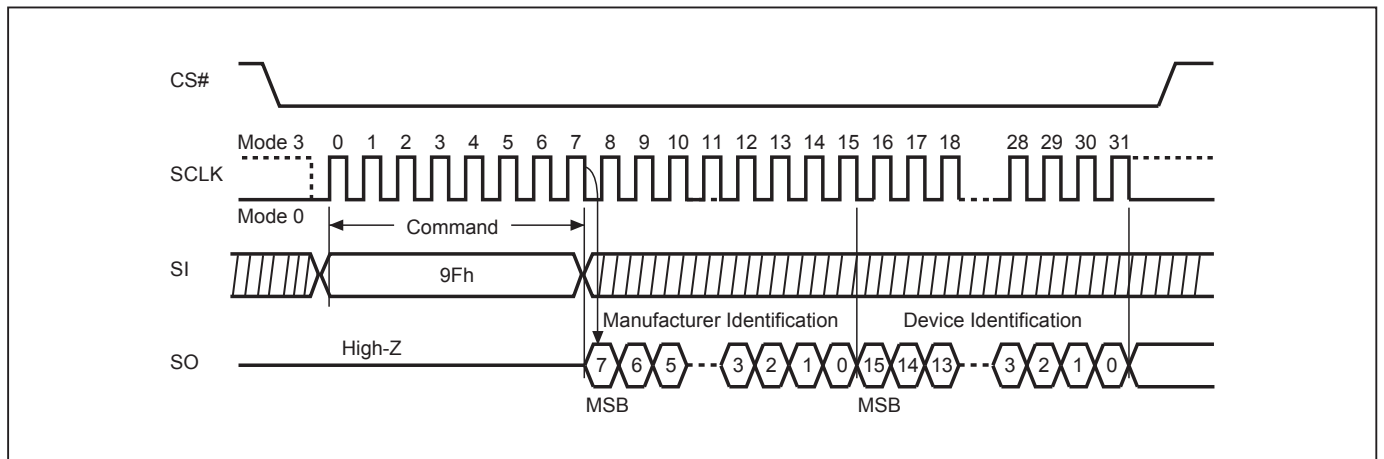 CS#
Mode 3 0 1 2 3 4 5 6 7 8 9 10 11 12 13 14 15 16 17 18 28 29 30 31
SCLK
Mode 0
Command
SI
9Fh
Manufacturer Identification Device Identification
High-Z
SO
7 6 5 3 2 1 0 15 14 13 3 2 1 0
MSB MSB